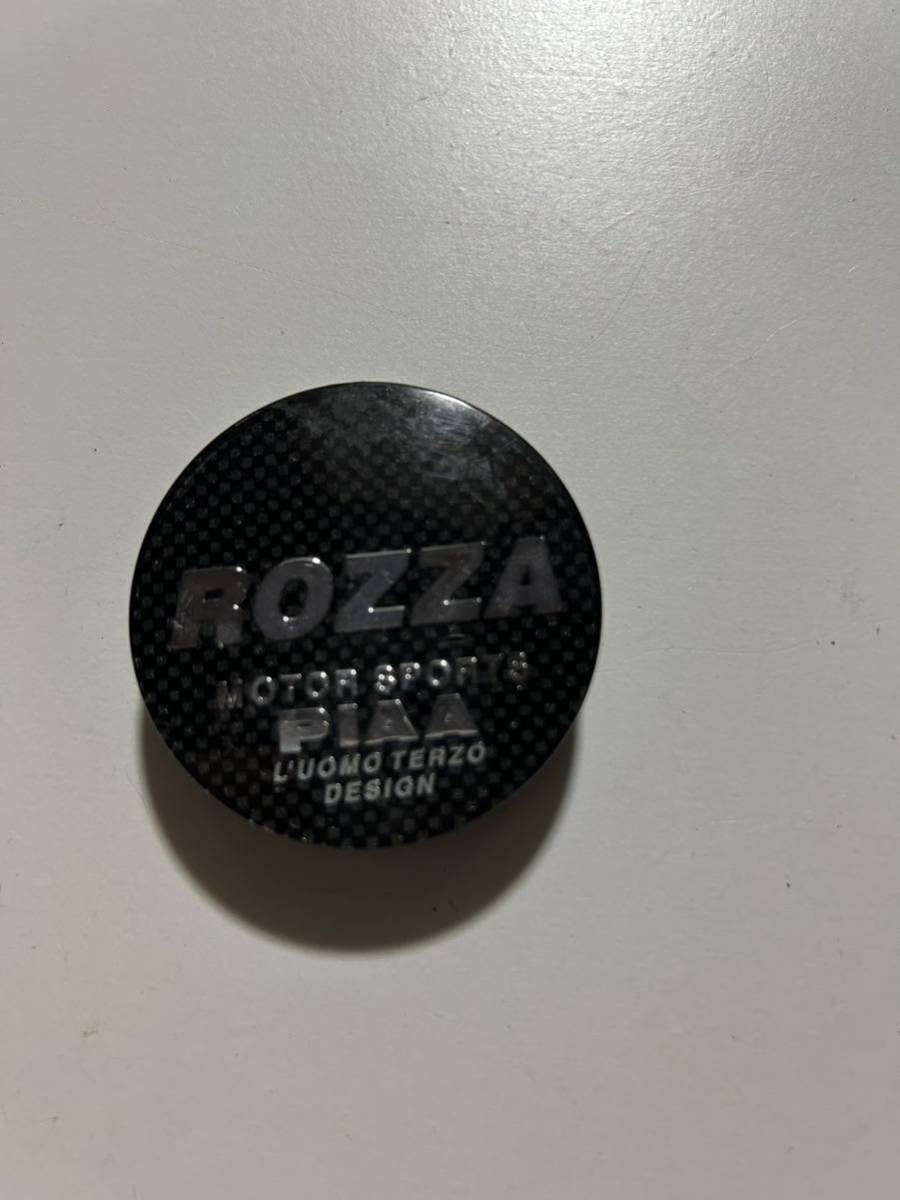 ROZZA
MOTOR SPORTS
PIAA
L'UOMO TERZO
DESIGN